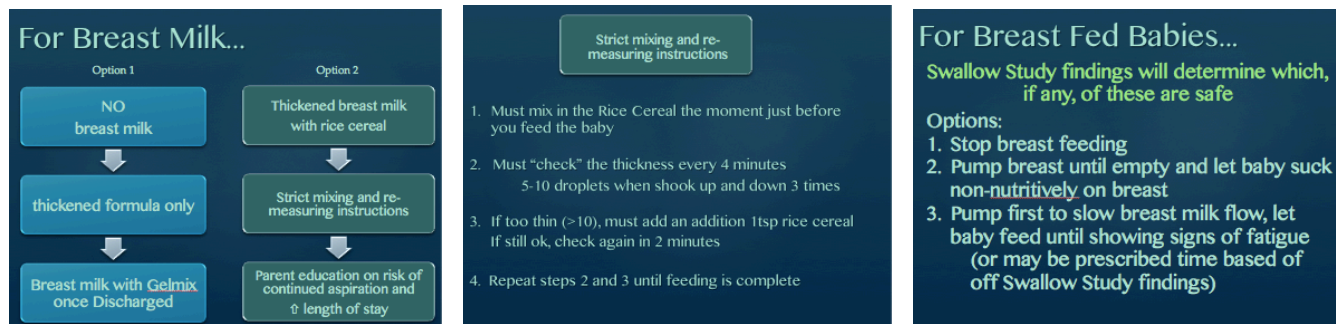 For Breast Milk...
Option 1
NO
breast milk
thickened formula only
Breast milk with Gelmix
once Discharged
Option 2
Thickened breast milk
with rice cereal
Strict mixing and re-
measuring instructions
Parent education on risk of
continued aspiration and
⇧ length of stay
Strict mixing and re-
measuring instructions
1. Must mix in the Rice Cereal the moment just before
you feed the baby
2. Must “check” the thickness every 4 minutes
5-10 droplets when shook up and down 3 times
3. If too thin (>10), must add an addition 1tsp rice cereal
If still ok, check again in 2 minutes
4. Repeat steps 2 and 3 until feeding is complete
For Breast Fed Babies...
Swallow Study findings will determine which,
if any, of these are safe
Options:
1. Stop breast feeding
2. Pump breast until empty and let baby suck
non-nutritively on breast
3. Pump first to slow breast milk flow, let
baby feed until showing signs of fatigue
(or may be prescribed time based of
off Swallow Study findings)